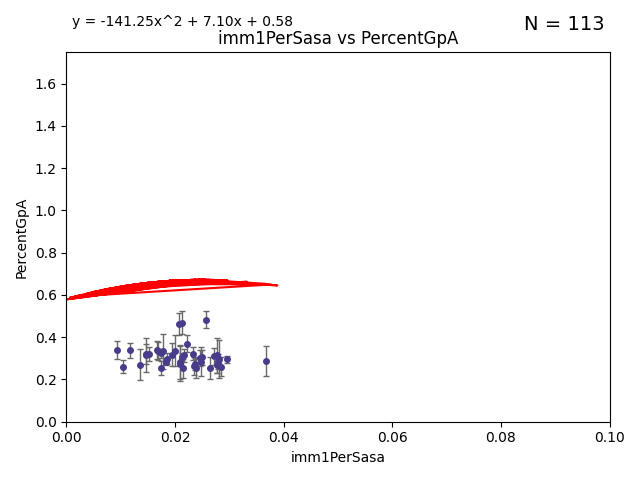 y = -141.25x^2 + 7.10x + 0.58
N = 113
imm1PerSasa vs PercentGpA
PercentGpA
1.6
1.4
1.2
1.0
0.8
0.6
0.4
0.2
0.0
0.00 0.02 0.04 0.06 0.08 0.10
imm1PerSasa